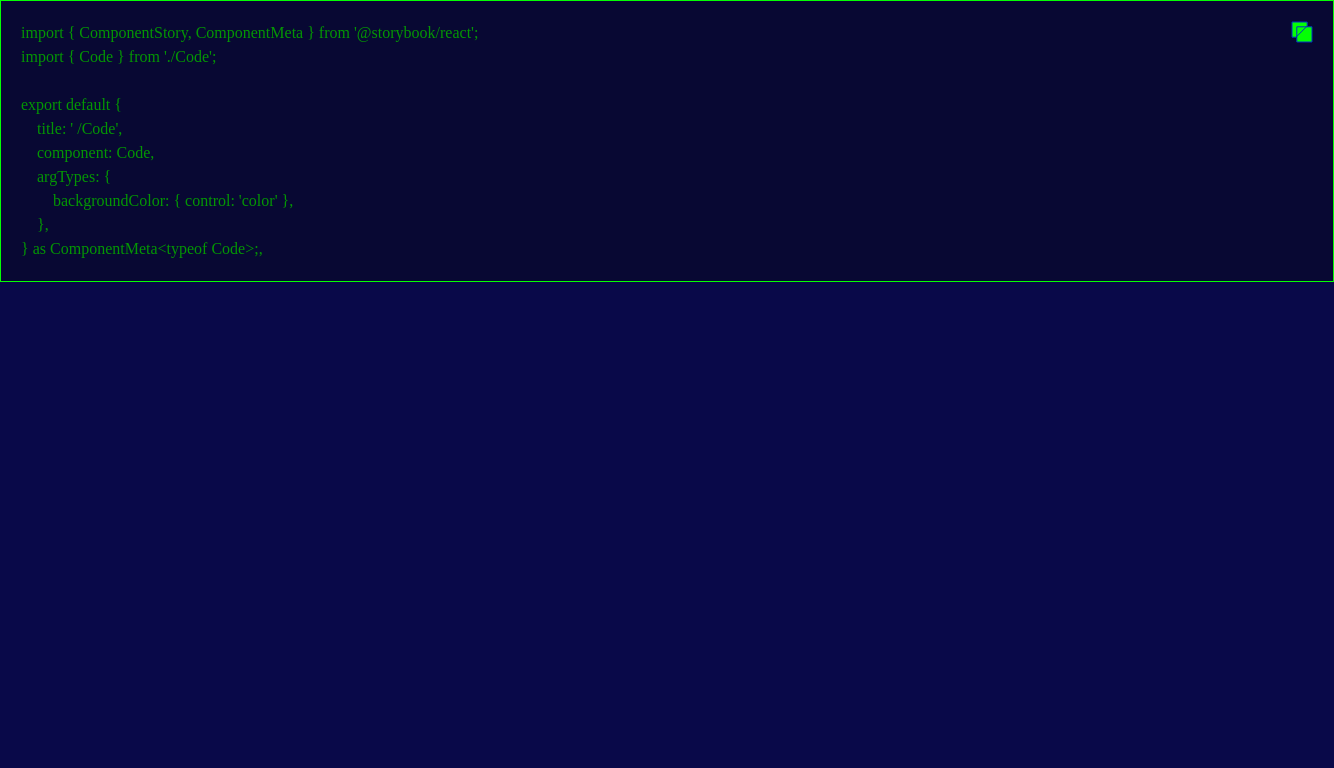 import { ComponentStory, ComponentMeta } from '@storybook/react';
import { Code } from './Code';

export default {
    title: ' /Code',
    component: Code,
    argTypes: {
        backgroundColor: { control: 'color' },
    },
} as ComponentMeta<typeof Code>;,